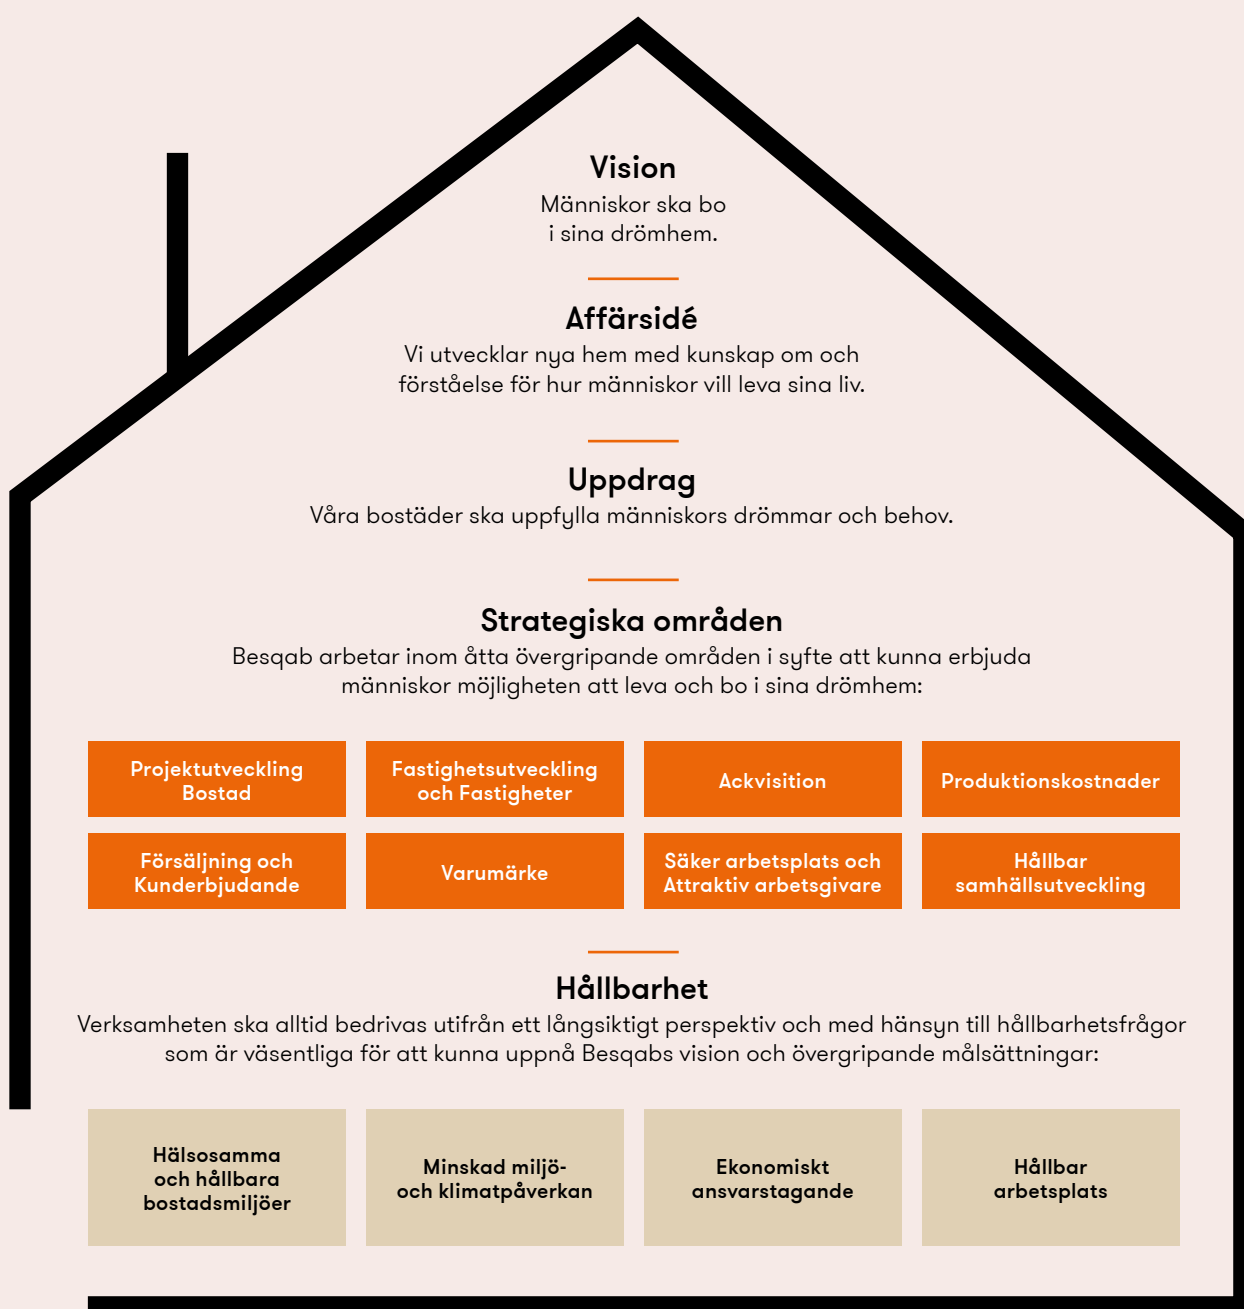 Vision
Människor ska bo
i sina drömhem.
Affärsidé
Vi utvecklar nya hem med kunskap om och
förståelse för hur människor vill leva sina liv.
Uppdrag
Våra bostäder ska uppfylla människors drömmar och behov.
Strategiska områden
Besqab arbetar inom åtta övergripande områden i syfte att kunna erbjuda
människor möjligheten att leva och bo i sina drömhem:
Projektutveckling
Bostad
Fastighetsutveckling
och Fastigheter
Ackvisition
Produktionskostnader
Försäljning och
Kunderbjudande
Varumärke
Säker arbetsplats och
Attraktiv arbetsgivare
Hållbar
samhällsutveckling
Hållbarhet
Verksamheten ska alltid bedrivas utifrån ett långsiktigt perspektiv och med hänsyn till hållbarhetsfrågor
som är väsentliga för att kunna uppnå Besqabs vision och övergripande målsättningar:
Hälsosamma
och hållbara
bostadsmiljöer
Minskad miljö-
och klimatpåverkan
Ekonomiskt
ansvarstagande
Hållbar
arbetsplats